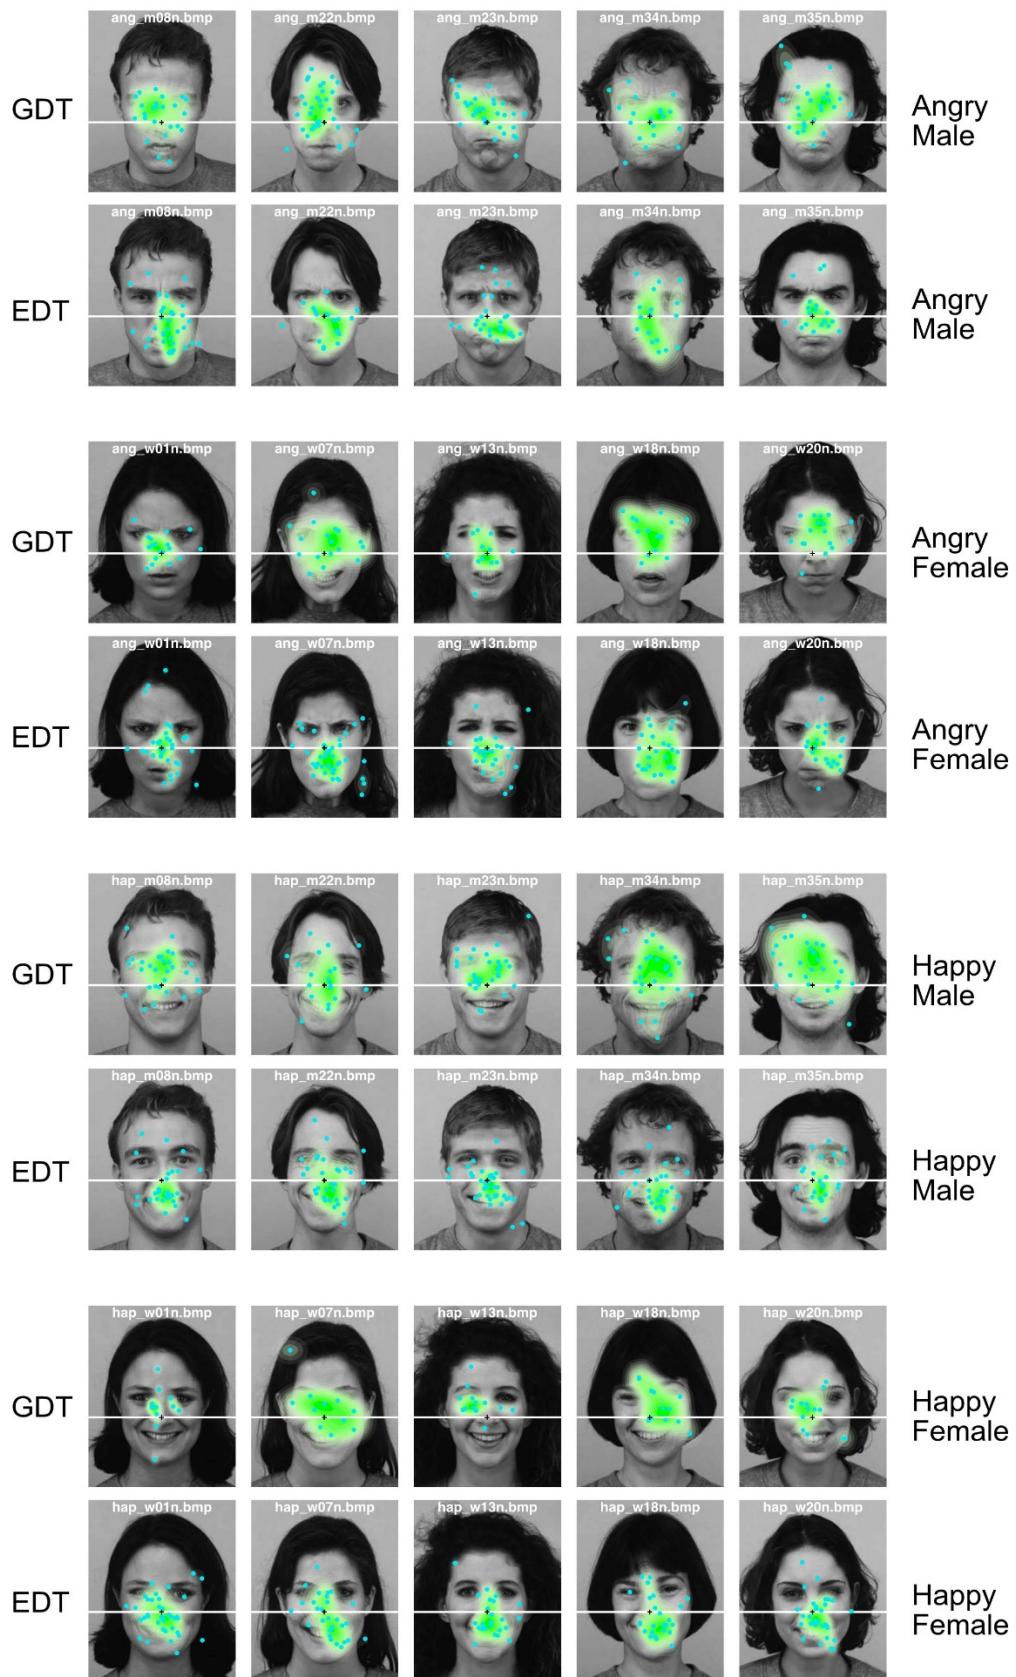 ang_m08n.bmp ang_m22n.bmp ang_m23n.bmp ang_m34n.bmp ang_m35n.bmp
GDT
Angry
Male
ang_m08n.bmp ang_m22n.bmp ang_m23n.bmp ang_m34n.bmp ang_m35n.bmp
EDT
Angry
Male
ang_w01n.bmp ang_w07n.bmp ang_w13n.bmp ang_w18n.bmp ang_w20n.bmp
GDT
Angry
Female
ang_w01n.bmp ang_w07n.bmp ang_w13n.bmp ang_w18n.bmp ang_w20n.bmp
EDT
Angry
Female
hap_m08n.bmp hap_m22n.bmp hap_m23n.bmp hap_m34n.bmp hap_m35n.bmp
GDT
Happy
Male
hap_m08n.bmp hap_m22n.bmp hap_m23n.bmp hap_m34n.bmp hap_m35n.bmp
EDT
Happy
Male
hap_w01n.bmp hap_w07n.bmp hap_w13n.bmp hap_w18n.bmp hap_w20n.bmp
GDT
Happy
Female
hap_w01n.bmp hap_w07n.bmp hap_w13n.bmp hap_w18n.bmp hap_w20n.bmp
EDT
Happy
Female